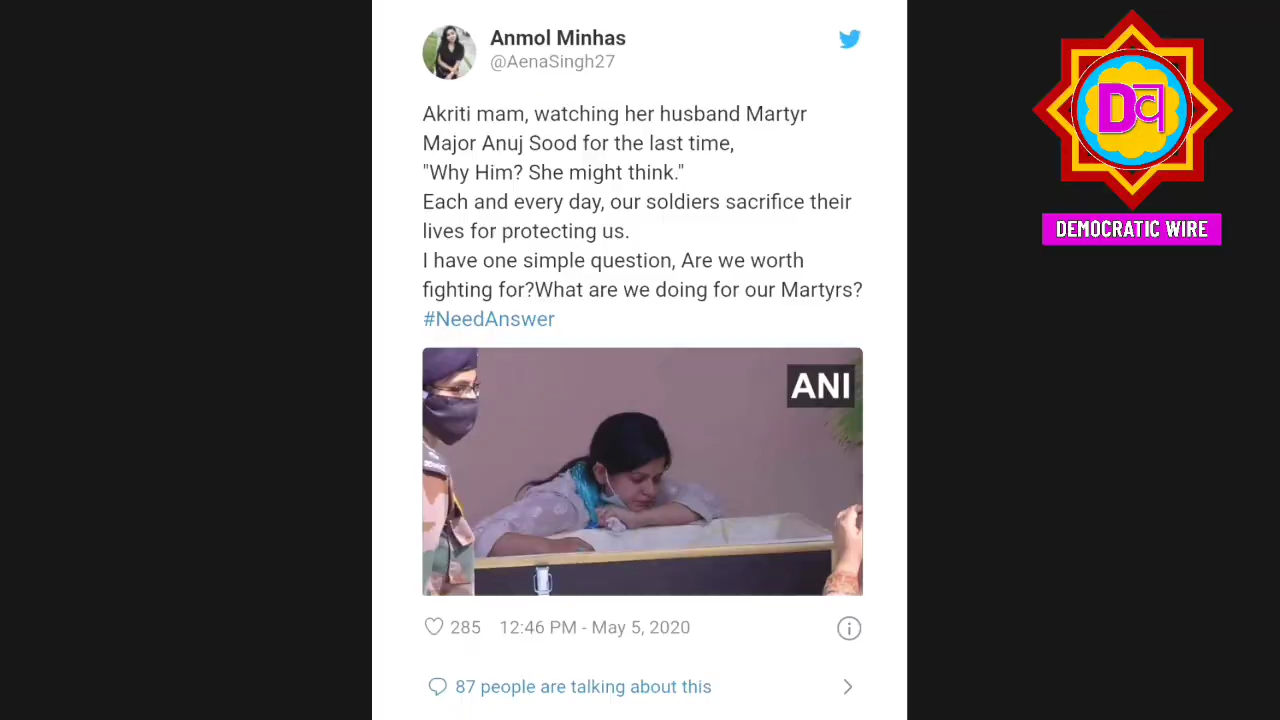 Anmol Minhas
@AenaSingh27
Akriti mam, watching her husband Martyr
Major Anuj Sood for the last time,
"Why Him? She might think."
Each and every day, our soldiers sacrifice their
lives for protecting us.
I have one simple question, Are we worth
fighting for?What are we doing for our Martyrs?
#NeedAnswer
ANI
285 12:46 PM - May 5, 2020
87 people are talking about this
Dव
DEMOCRATIC WIRE